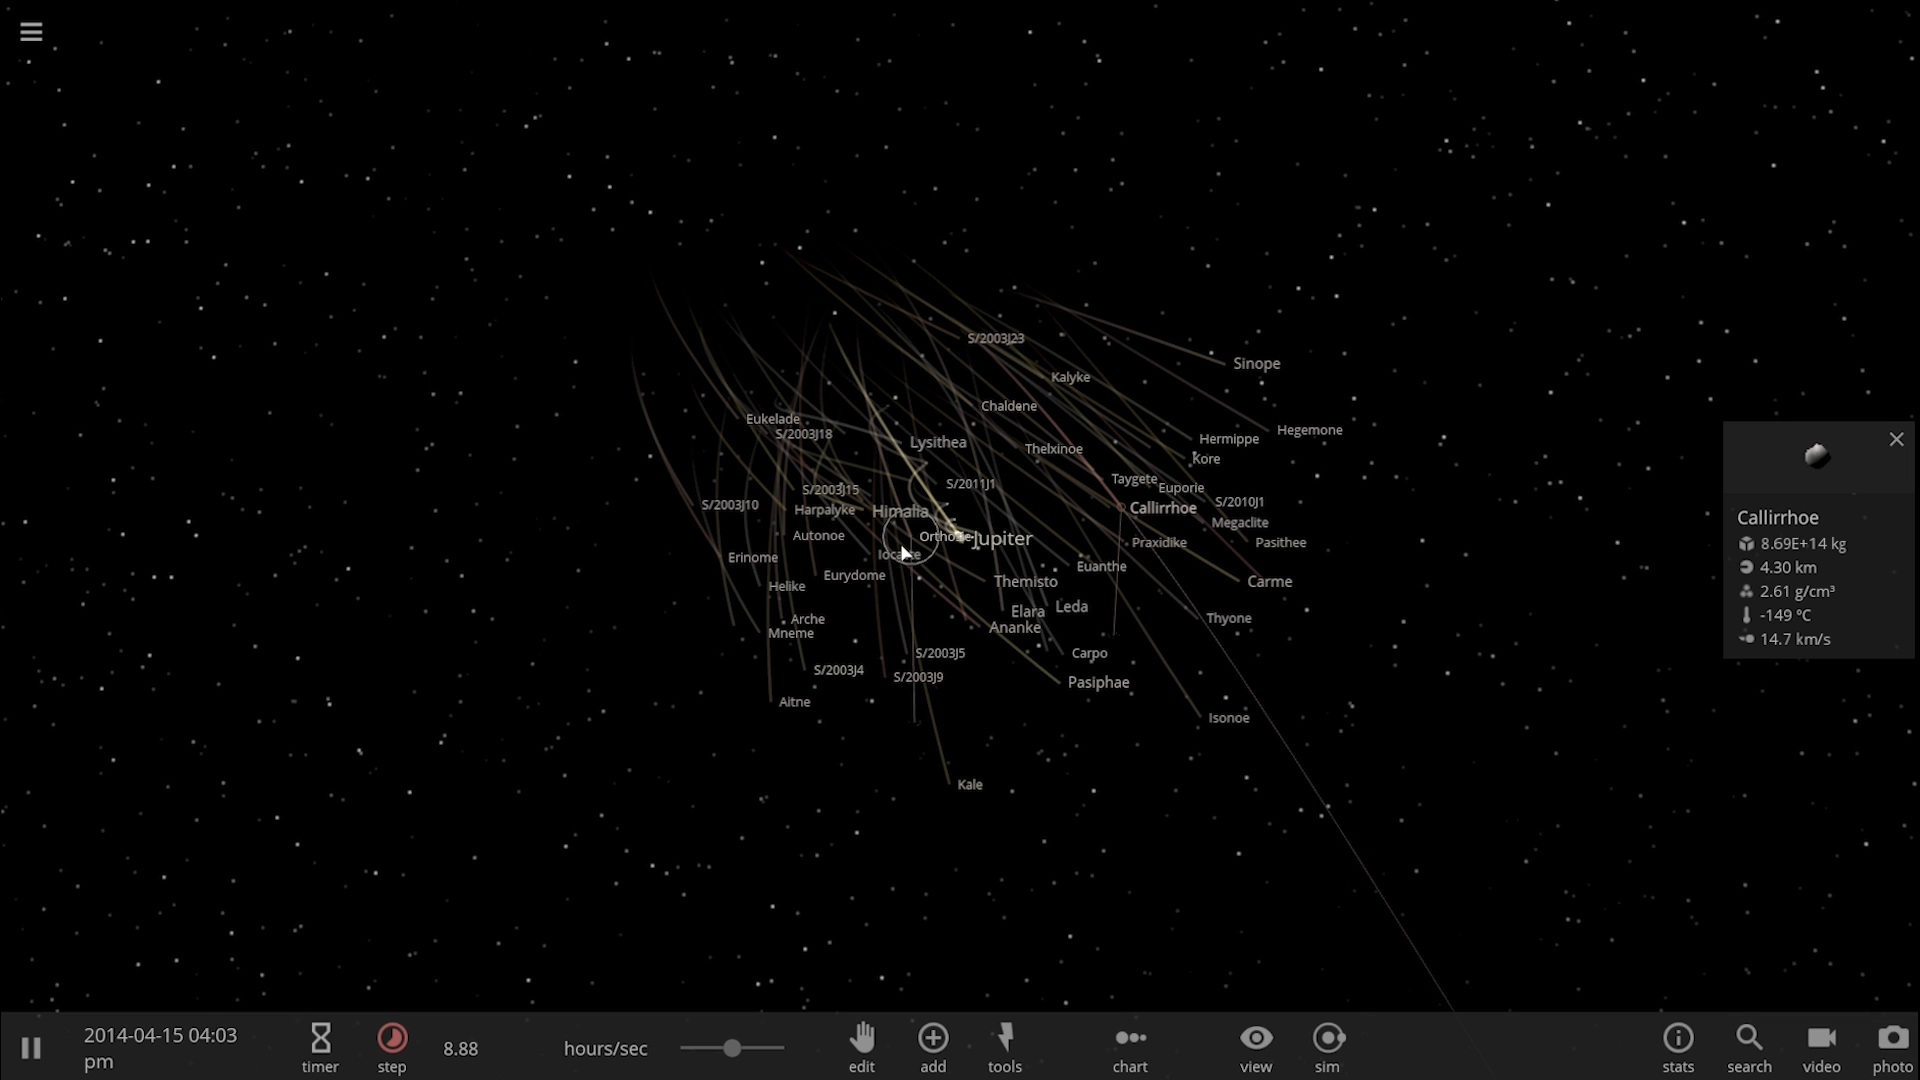 S/2003J23
Sinope
Kalyke
Chaldene
Eukelade
S/2003J18
Lysithea
Hegemone
Hermippe
Thelxinoe
Kore
Taygete
S/2011J1
Euporie
S/2003J15
S/2003J10
S/2010J1
Harpalyke
Himalia
Callirrhoe
Megaclite
Autonoe
Orthosie
Jupiter
Praxidike
Pasithee
Iocaste
Erinome
Euanthe
Eurydome
Themisto
Carme
Helike
Leda
Elara
Arche
Thyone
Ananke
Mneme
S/2003J5
Carpo
S/2003J4
S/2003J9
Pasiphae
Aitne
Isonoe
Kale
Callirrhoe
8.69E+14 kg
4.30 km
2.61 g/cm³
-149 °C
14.7 km/s
2014-04-15 04:03
pm
timer
step
8.88
hours/sec
edit
add
tools
chart
view
sim
stats
search
video
photo